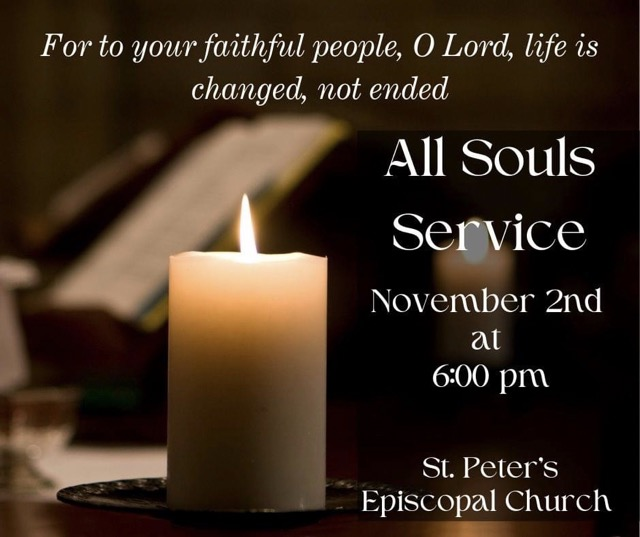 For to your faithful people, O Lord, life is
changed, not ended
All Souls
Service
November 2nd
at
6:00 pm
St. Peter's
Episcopal Church